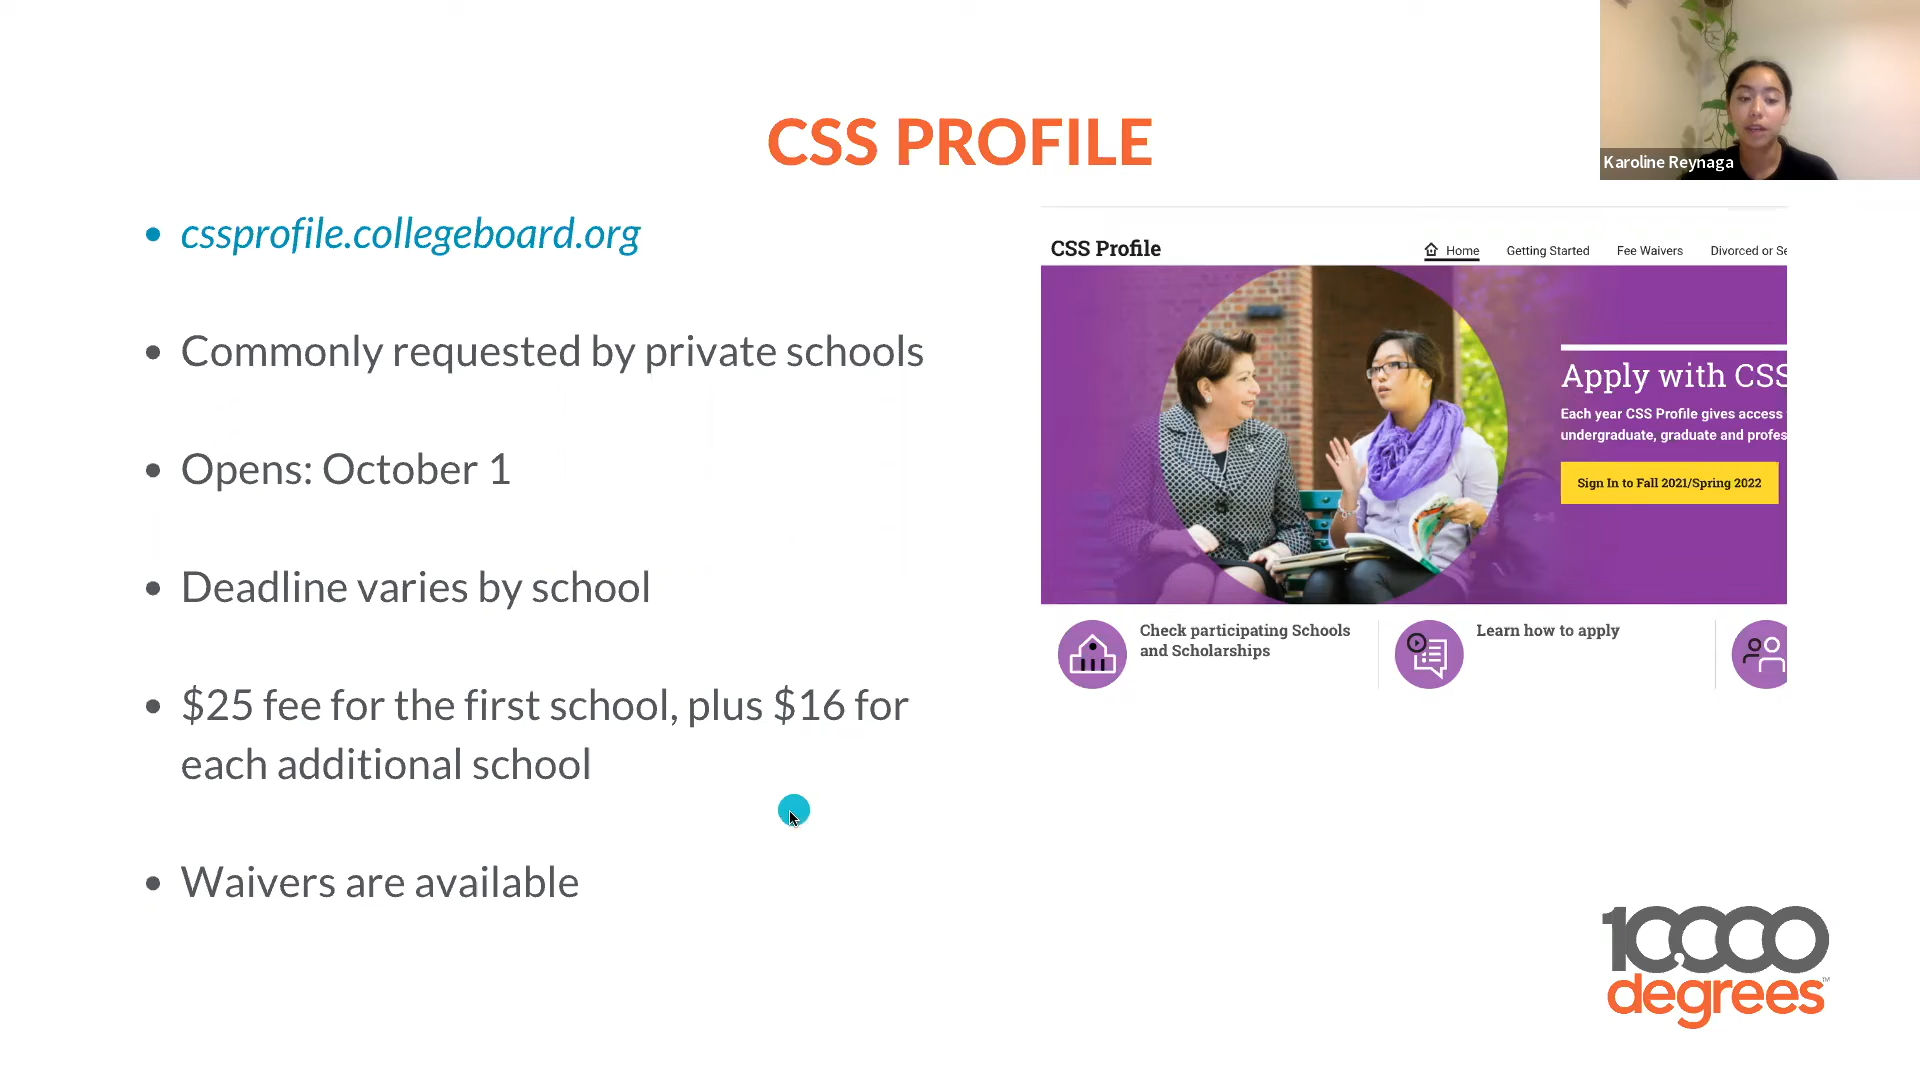 CSS PROFILE
Karoline Reynaga
• cssprofile.collegeboard.org
• Commonly requested by private schools
• Opens: October 1
• Deadline varies by school
• $25 fee for the first school, plus $16 for
each additional school
• Waivers are available
CSS Profile
Home Getting Started Fee Waivers Divorced or Se
Apply with CSS
Each year CSS Profile gives access
undergraduate, graduate and profes
Sign In to Fall 2021/Spring 2022
Check participating Schools
and Scholarships
Learn how to apply
10,000
degrees™